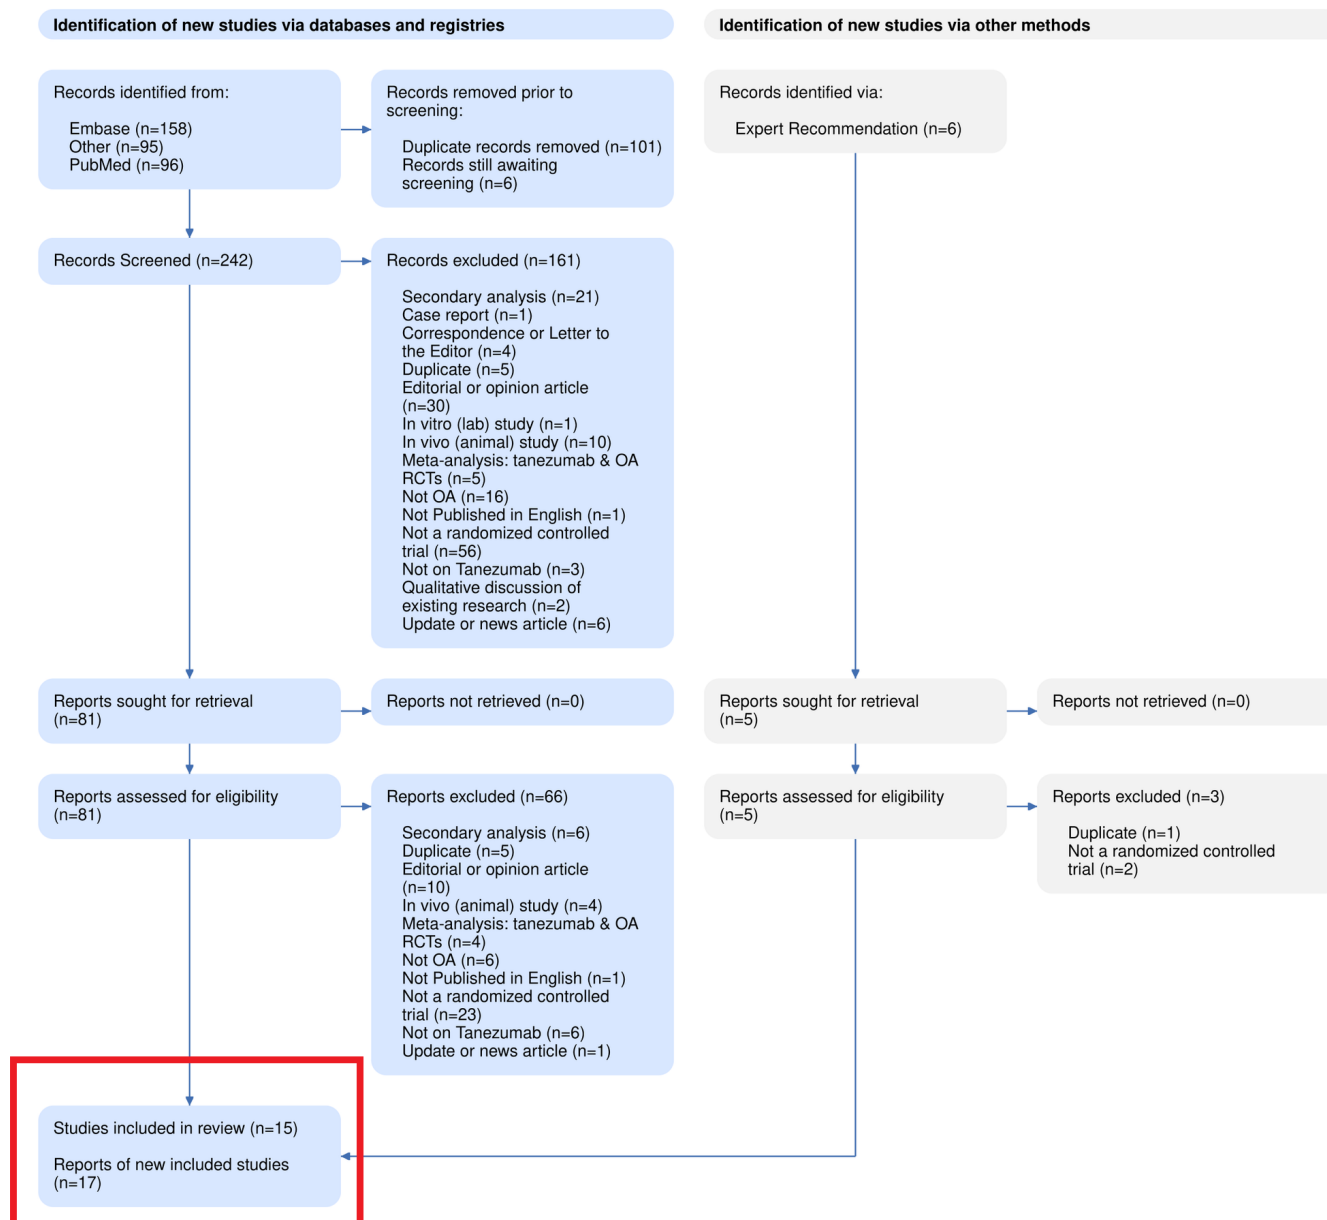 Identification of new studies via databases and registries
Identification of new studies via other methods
Records identified from:
Embase (n=158)
Other (n=95)
PubMed (n=96)
Records removed prior to
screening:
Duplicate records removed (n=101)
Records still awaiting
screening (n=6)
Records identified via:
Expert Recommendation (n=6)
Records Screened (n=242)
Records excluded (n=161)
Secondary analysis (n=21)
Case report (n=1)
Correspondence or Letter to
the Editor (n=4)
Duplicate (n=5)
Editorial or opinion article
(n=30)
In vitro (lab) study (n=1)
In vivo (animal) study (n=10)
Meta-analysis: tanezumab & OA
RCTs (n=5)
Not OA (n=16)
Not Published in English (n=1)
Not a randomized controlled
trial (n=56)
Not on Tanezumab (n=3)
Qualitative discussion of
existing research (n=2)
Update or news article (n=6)
Reports sought for retrieval
(n=81)
Reports not retrieved (n=0)
Reports sought for retrieval
(n=5)
Reports not retrieved (n=0)
Reports assessed for eligibility
(n=81)
Reports excluded (n=66)
Secondary analysis (n=6)
Duplicate (n=5)
Editorial or opinion article
(n=10)
In vivo (animal) study (n=4)
Meta-analysis: tanezumab & OA
RCTs (n=4)
Not OA (n=6)
Not Published in English (n=1)
Not a randomized controlled
trial (n=23)
Not on Tanezumab (n=6)
Update or news article (n=1)
Reports assessed for eligibility
(n=5)
Reports excluded (n=3)
Duplicate (n=1)
Not a randomized controlled
trial (n=2)
Studies included in review (n=15)
Reports of new included studies
(n=17)